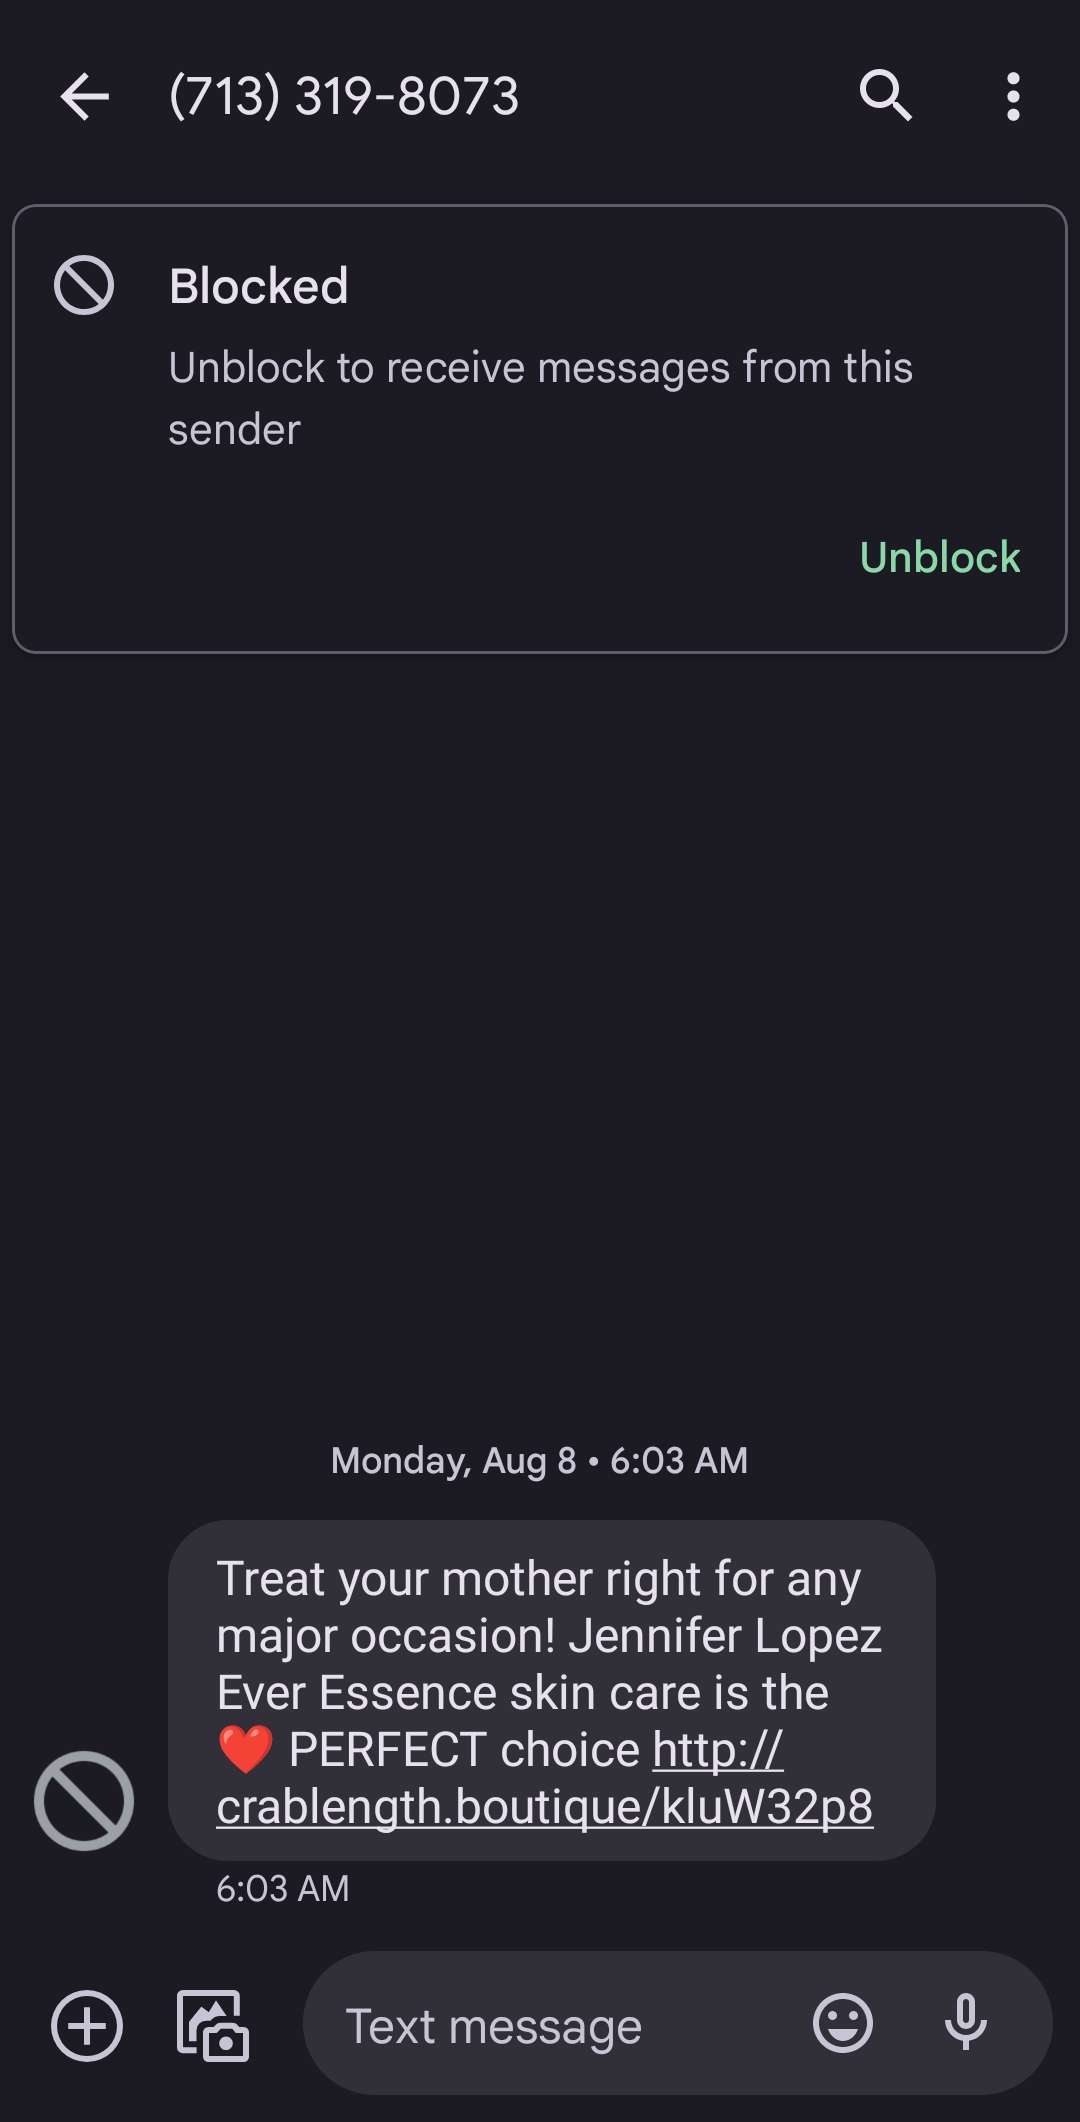 (713) 319-8073
Blocked
Unblock to receive messages from this
sender
Unblock
Monday, Aug 8 • 6:03 AM
Treat your mother right for any
major occasion! Jennifer Lopez
Ever Essence skin care is the
❤️ PERFECT choice http://
crablength.boutique/kluW32p8
6:03 AM
Text message